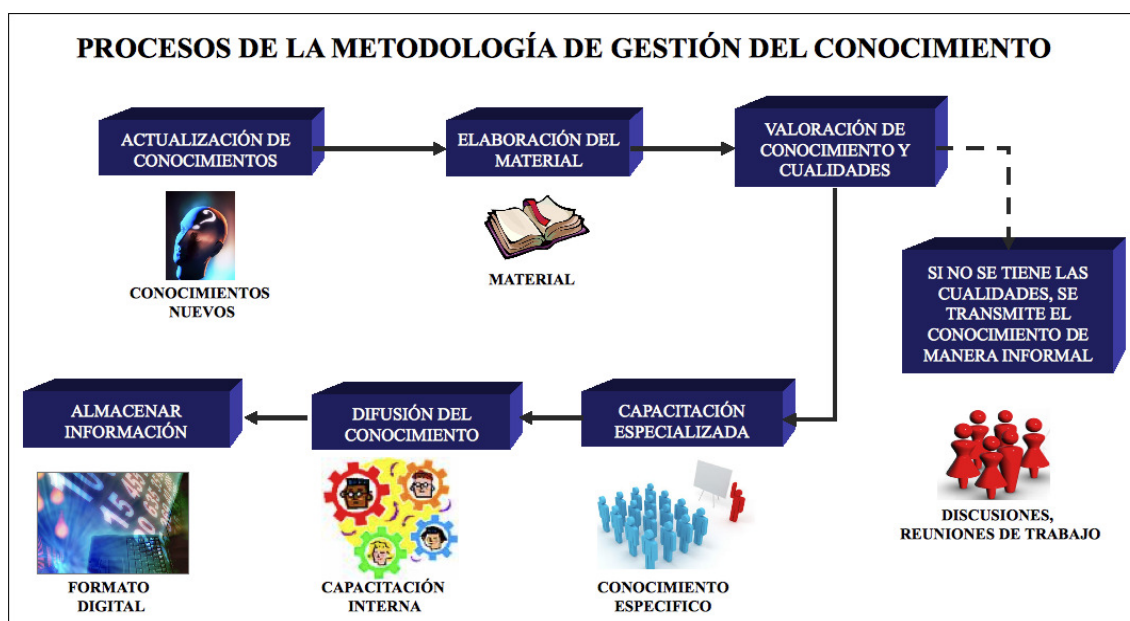 PROCESOS DE LA METODOLOGÍA DE GESTIÓN DEL CONOCIMIENTO
ACTUALIZACIÓN DE
CONOCIMIENTOS
ELABORACIÓN DEL
MATERIAL
VALORACIÓN DE
CONOCIMIENTO Y
CUALIDADES
CONOCIMIENTOS
NUEVOS
MATERIAL
SI NO SE TIENE LAS
CUALIDADES, SE
TRANSMITE EL
CONOCIMIENTO DE
MANERA INFORMAL
DISCUSIONES,
REUNIONES DE TRABAJO
CAPACITACIÓN
ESPECIALIZADA
CONOCIMIENTO
ESPECIFICO
DIFUSIÓN DEL
CONOCIMIENTO
CAPACITACIÓN
INTERNA
ALMACENAR
INFORMACIÓN
FORMATO
DIGITAL